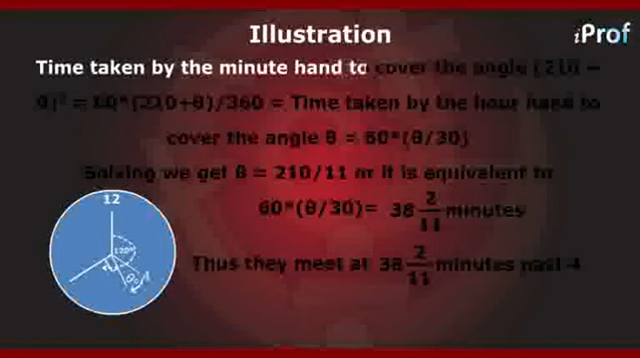 Illustration
iProf
Time taken by the minute hand to cover the angle (210 +
θ)° = 60*(210+θ)/360 = Time taken by the hour hand to
cover the angle θ = 60*(θ/30)
Solving we get θ = 210/11 or it is equivalent to
60*(θ/30)= 38 2/11 minutes
Thus they meet at 38 2/11 minutes past 4
12
120°